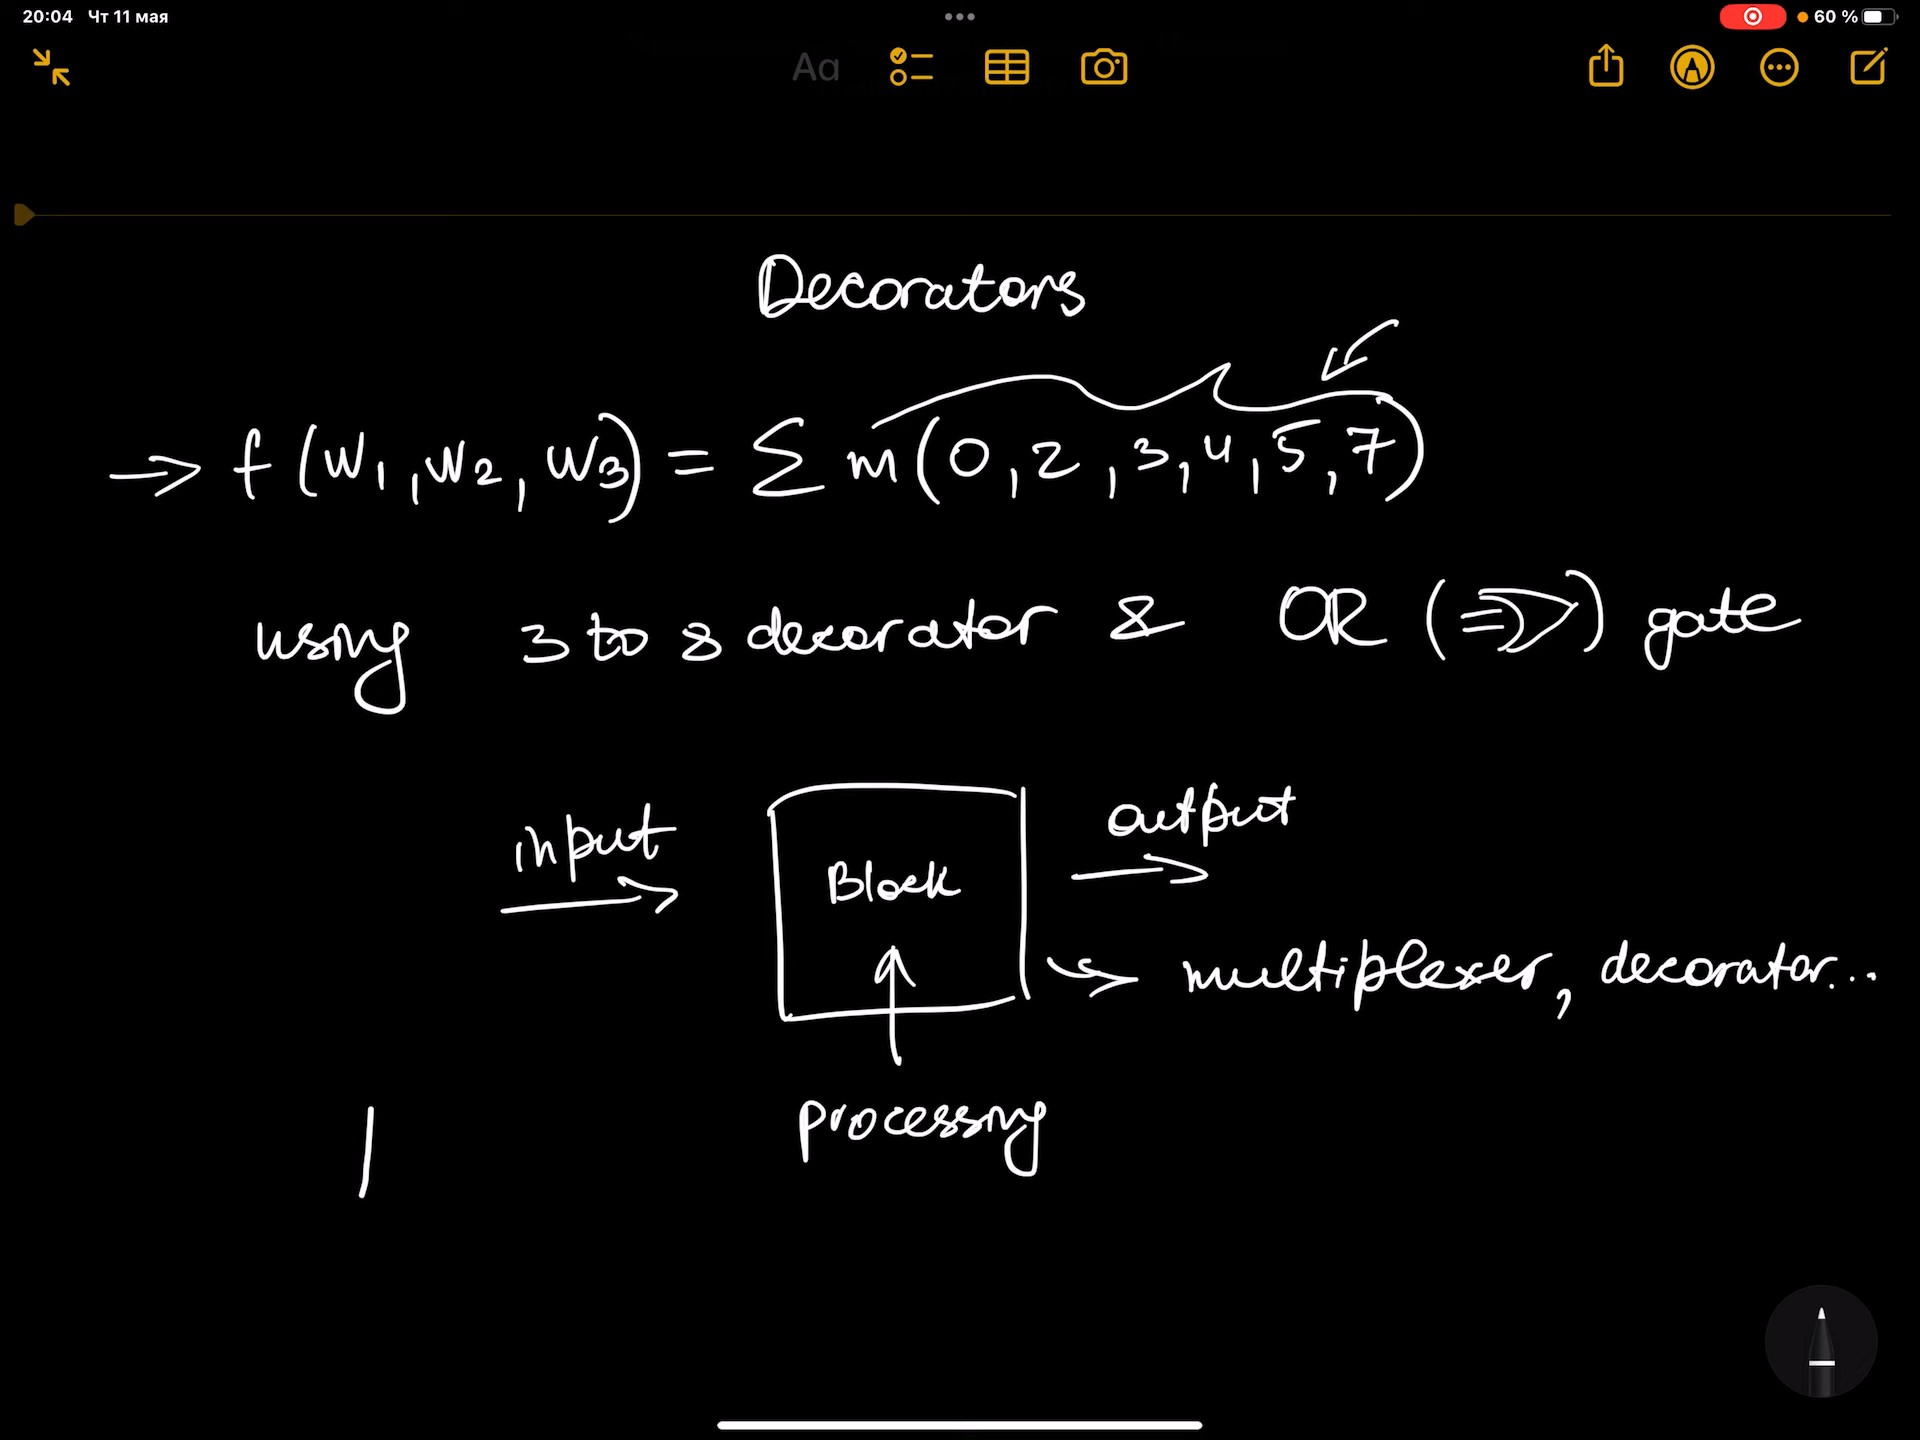 20:04 Чт 11 мая
60 %
Aa
Decorators
→ f (W1, W2, W3) = Σ m(0, 2, 3, 4, 5, 7)
using 3 to 8 decorator & OR ( ) gate
input
Block
output
→ multiplexer, decorator...
processing